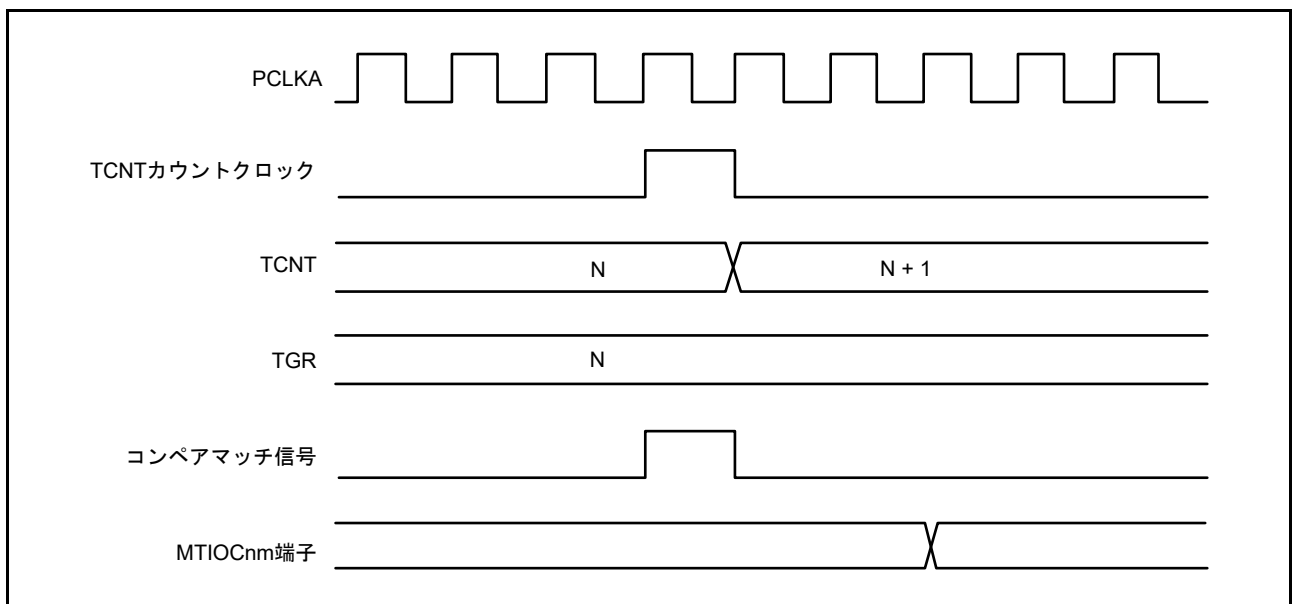 PCLKA
TCNTカウントクロック
TCNT
N
N + 1
TGR
N
コンペアマッチ信号
MTIOCnm端子